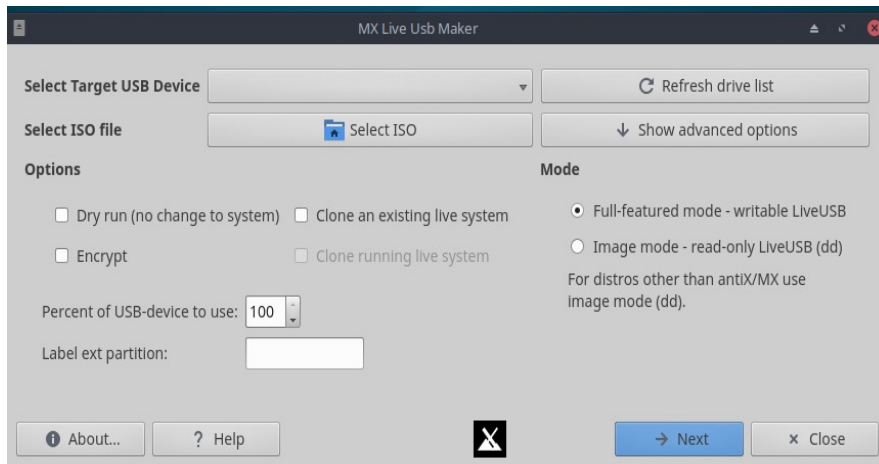 MX Live Usb Maker
Select Target USB Device
Refresh drive list
Select ISO file
Select ISO
Show advanced options
Options
Mode
Dry run (no change to system)
Clone an existing live system
Full-featured mode - writable LiveUSB
Encrypt
Clone running live system
Image mode - read-only LiveUSB (dd)
For distros other than antiX/MX use
image mode (dd).
Percent of USB-device to use: 100
Label ext partition:
About...
? Help
Next
Close